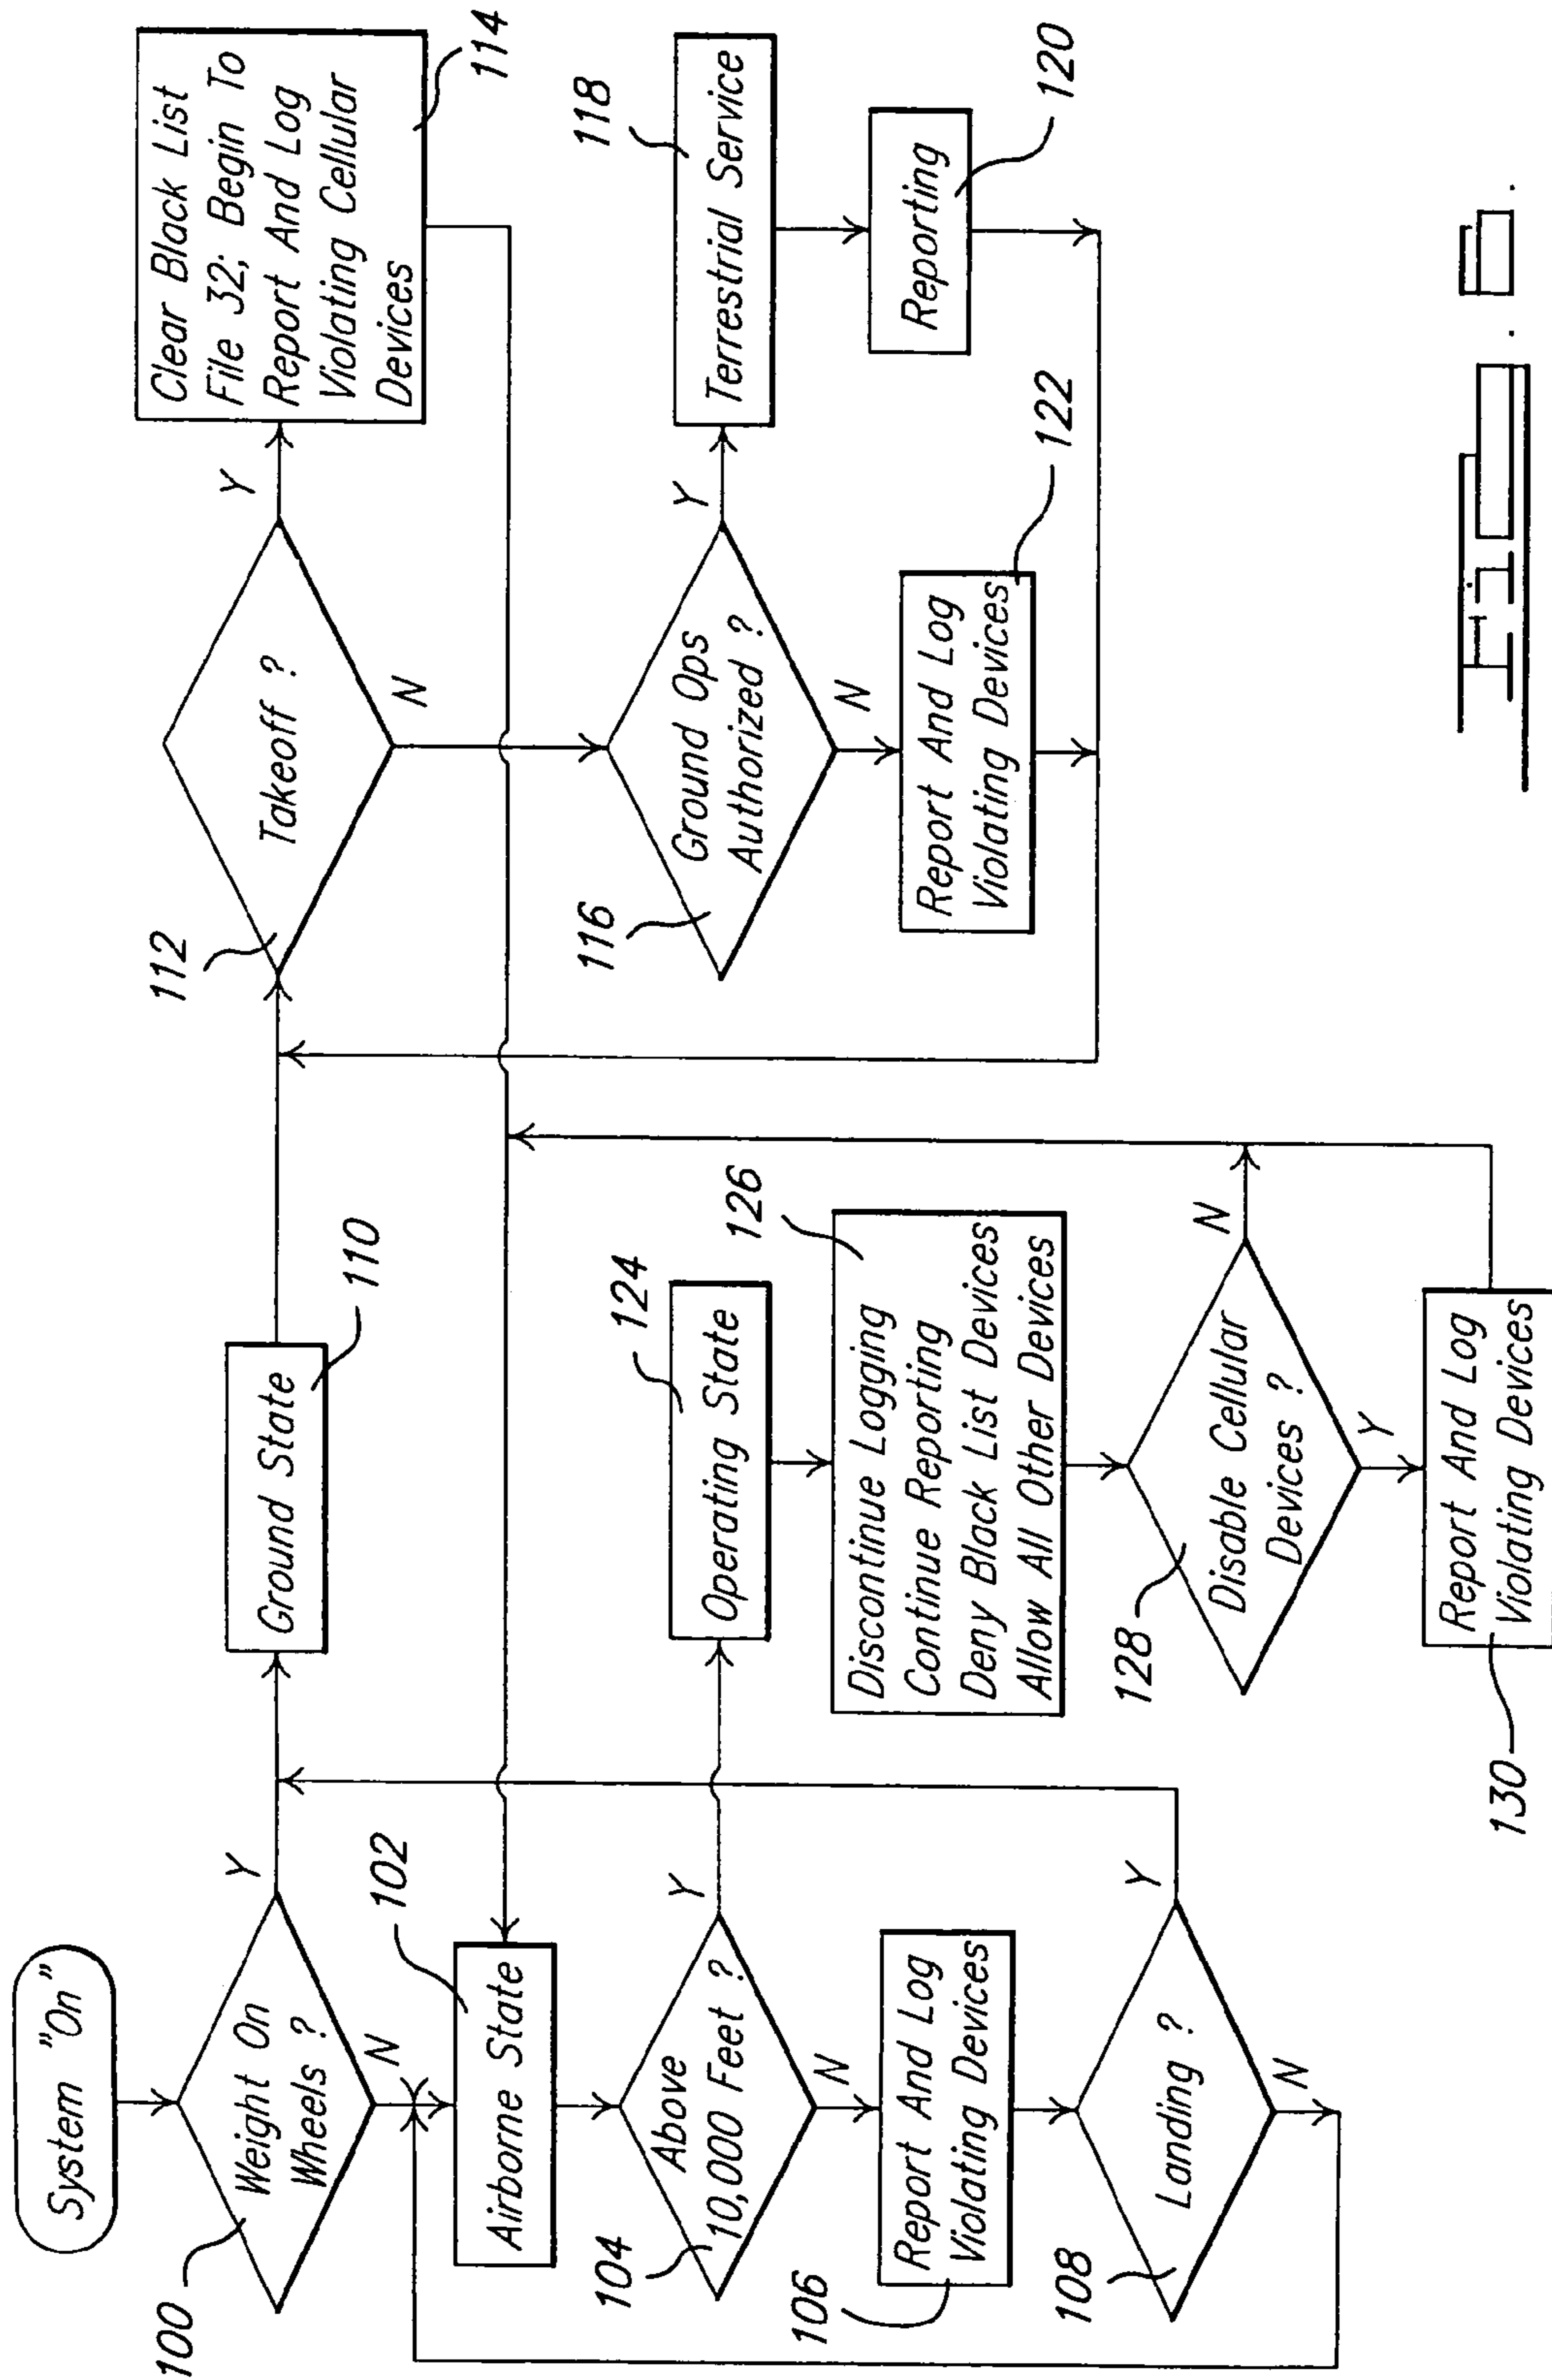 System "On"
100
Weight On
Wheels ?
Y
N
Ground State
110
112
Takeoff ?
Y
N
Clear Black List
File 32; Begin To
Report And Log
Violating Cellular
Devices
114
102
Airborne State
104
Above
10,000 Feet ?
Y
N
124
Operating State
116
Ground Ops
Authorized ?
Y
N
118
Terrestrial Service
106
Report And Log
Violating Devices
126
Discontinue Logging
Continue Reporting
Deny Black List Devices
Allow All Other Devices
Report And Log
Violating Devices
122
Reporting
120
108
Landing ?
Y
N
128
Disable Cellular
Devices ?
N
Y
130
Report And Log
Violating Devices